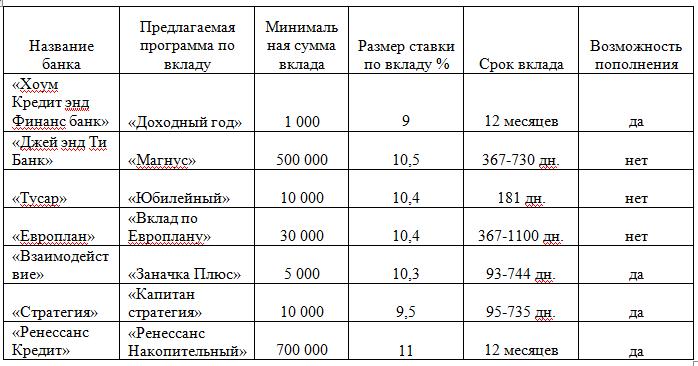 Название банка
Предлагаемая программа по вкладу
Минималь ная сумма вклада
Размер ставки по вкладу %
Срок вклада
Возможность пополнения
«Хоум Кредит энд Финанс банк»
«Доходный год»
1 000
9
12 месяцев
да
«Джей энд Ти Банк»
«Магнус»
500 000
10,5
367-730 дн.
нет
«Тусар»
«Юбилейный»
10 000
10,4
181 дн.
нет
«Европлан»
«Вклад по Европлану»
30 000
10,4
367-1100 дн.
нет
«Взаимодейст вие»
«Заначка Плюс»
5 000
10,3
93-744 дн.
да
«Стратегия»
«Капитан стратегия»
10 000
9,5
95-735 дн.
да
«Ренессанс Кредит»
«Ренессанс Накопительный»
700 000
11
12 месяцев
да